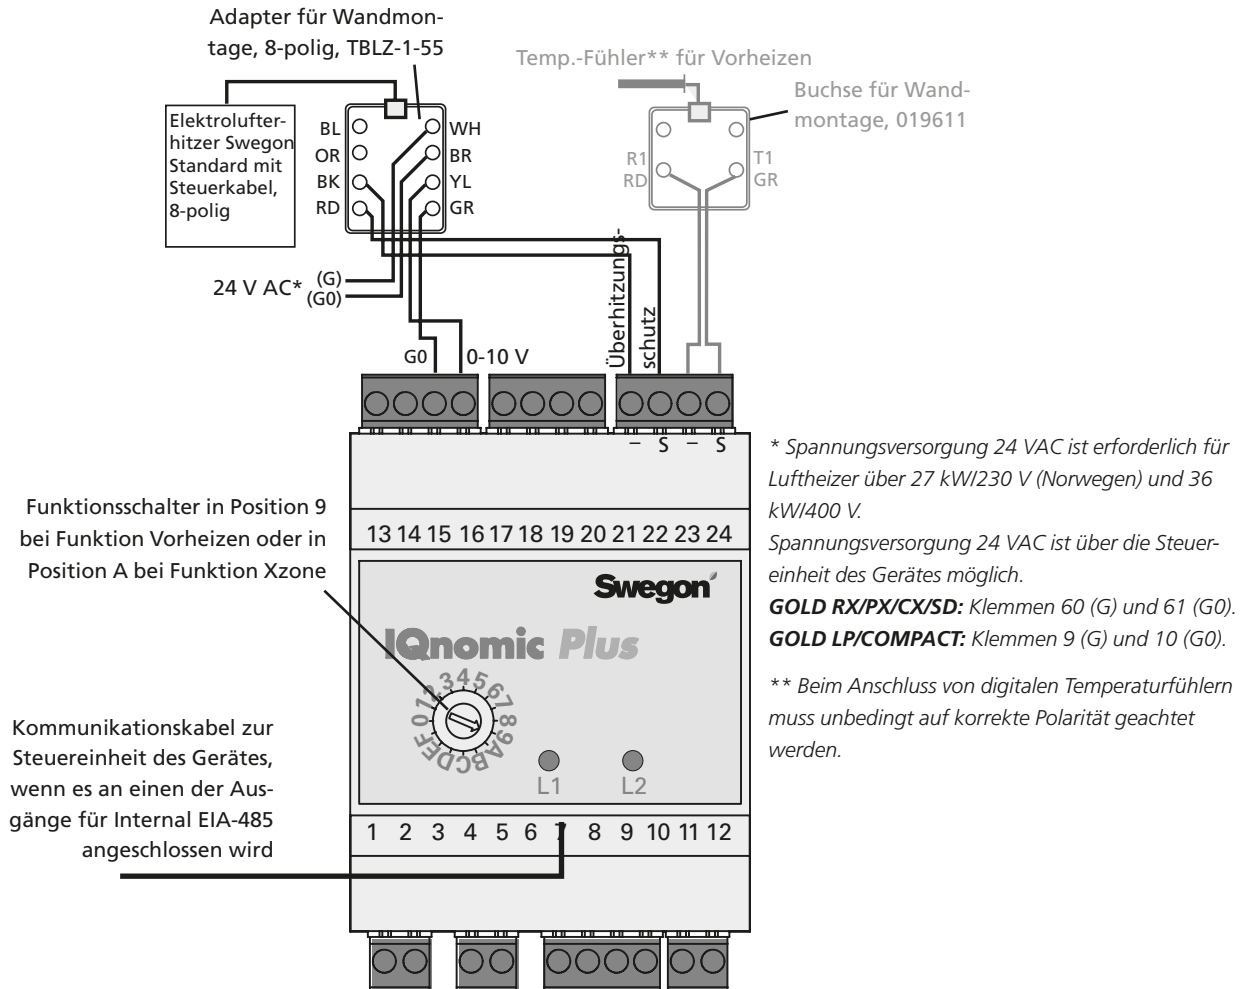 Adapter für Wandmon-
tage, 8-polig, TBLZ-1-55
Temp.-Fühler** für Vorheizen
Buchse für Wand-
montage, 019611
Elektrolufter-
hitzer Swegon
Standard mit
Steuerkabel,
8-polig
BL
WH
OR
BR
BK
YL
RD
GR
R1
RD
T1
GR
24 V AC*
(G)
(G0)
G0
0-10 V
Überhitzungs-
schutz
– S – S
* Spannungsversorgung 24 VAC ist erforderlich für
Luftheizer über 27 kW/230 V (Norwegen) und 36
kW/400 V.
Spannungsversorgung 24 VAC ist über die Steuer-
einheit des Gerätes möglich.
GOLD RX/PX/CX/SD: Klemmen 60 (G) und 61 (G0).
GOLD LP/COMPACT: Klemmen 9 (G) und 10 (G0).
** Beim Anschluss von digitalen Temperaturfühlern
muss unbedingt auf korrekte Polarität geachtet
werden.
Funktionsschalter in Position 9
bei Funktion Vorheizen oder in
Position A bei Funktion Xzone
13 14 15 16 17 18 19 20 21 22 23 24
Swegon
IQnomic Plus
0 1 2 3 4 5 6 7 8 9 A B C D E F
L1
L2
Kommunikationskabel zur
Steuereinheit des Gerätes,
wenn es an einen der Aus-
gänge für Internal EIA-485
angeschlossen wird
1 2 3 4 5 6 7 8 9 10 11 12